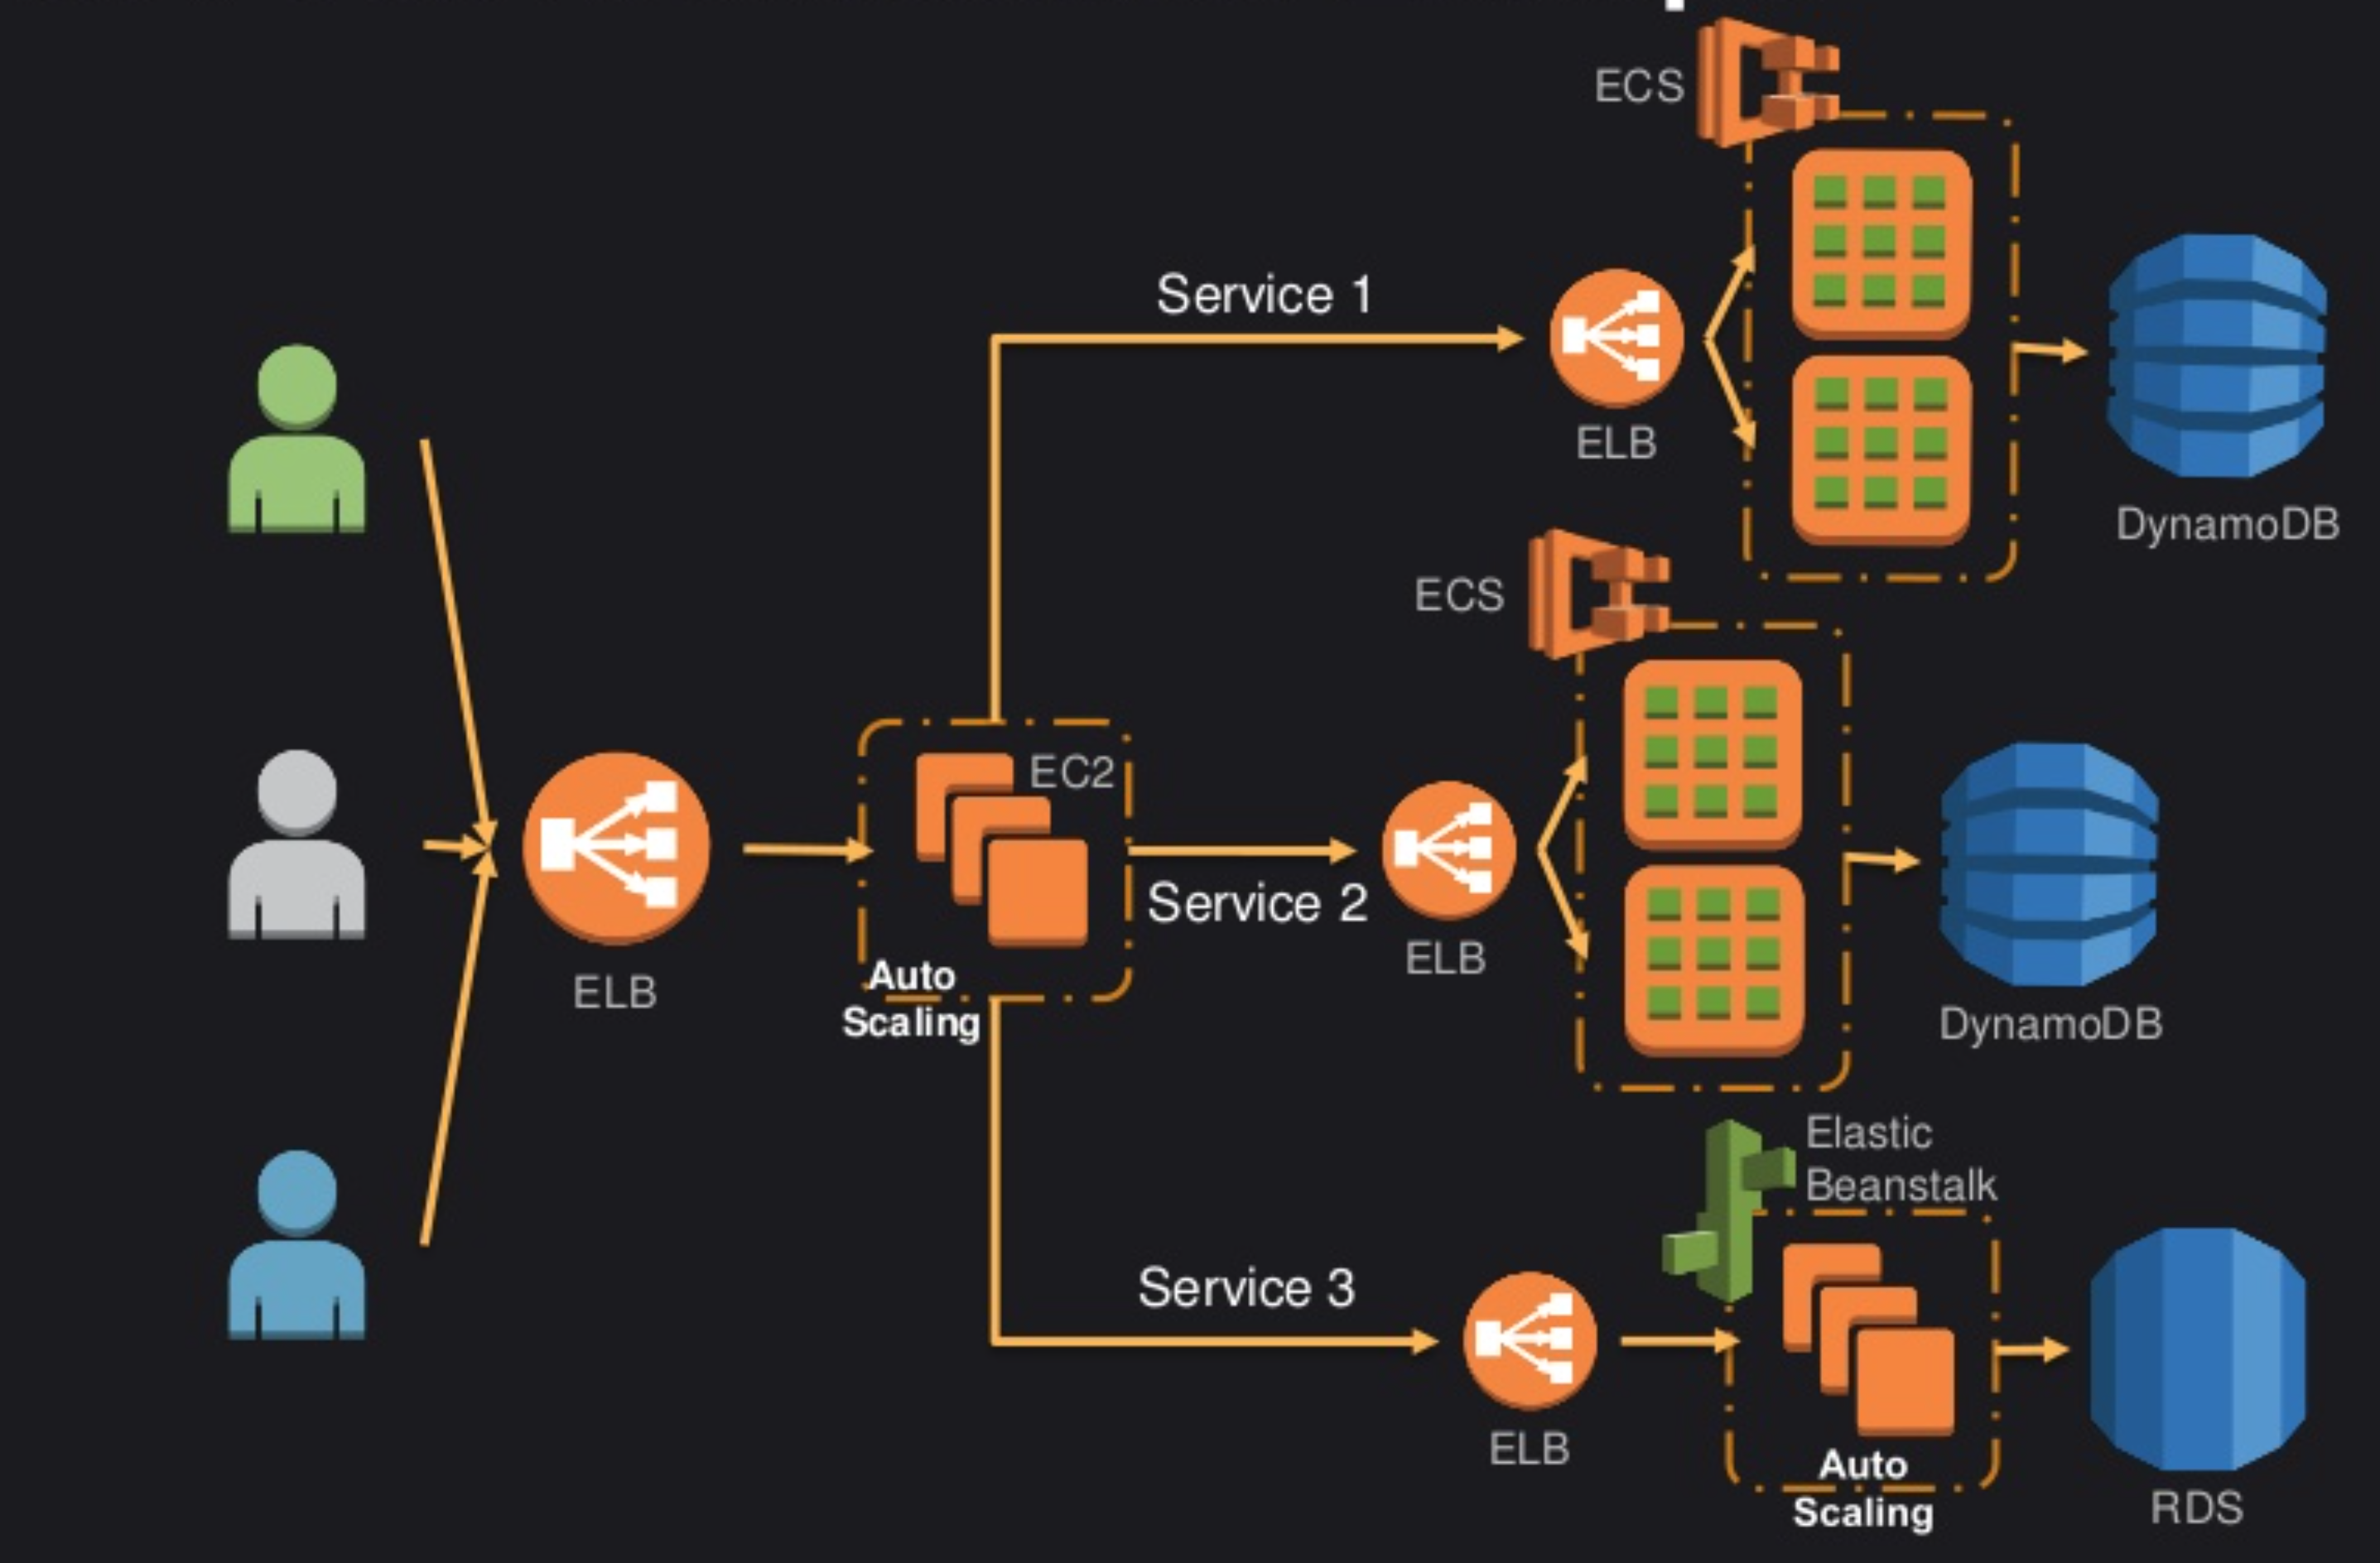 ECS
Service 1
ELB
DynamoDB
ECS
EC2
Service 2
ELB
ELB
Auto
Scaling
DynamoDB
Elastic
Beanstalk
Service 3
ELB
Auto
Scaling
RDS